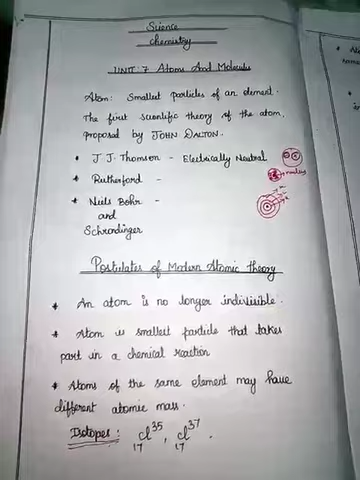 Science
chemistry
UNIT: 7 Atoms And Molecules
Atom: Smallest particles of an element.
The first scientific theory of the atom.
proposed by JOHN DALTON.
* J.J. Thomson - Electrically Neutral
* Rutherford - nucleus
* Niels Bohr -
and
Schrodinger
Postulates of Modern Atomic theory
* An atom is no longer indivisible.
* Atom is smallest particle that takes
part in a chemical reaction
* Atoms of the same element may have
different atomic mass.
Isotopes: 17Cl35, 17Cl37.